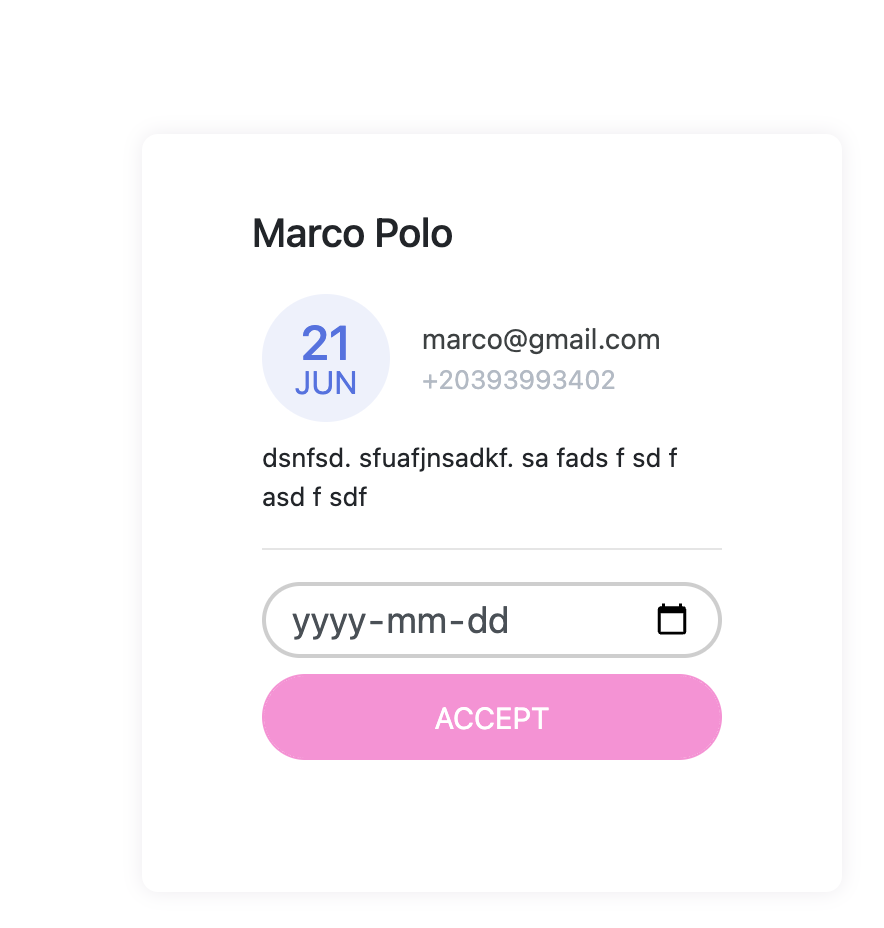 Marco Polo
21
JUN
marco@gmail.com
+20393993402
dsnfsd. sfuafjnsadkf. sa fads f sd f
asd f sdf
yyyy-mm-dd
ACCEPT